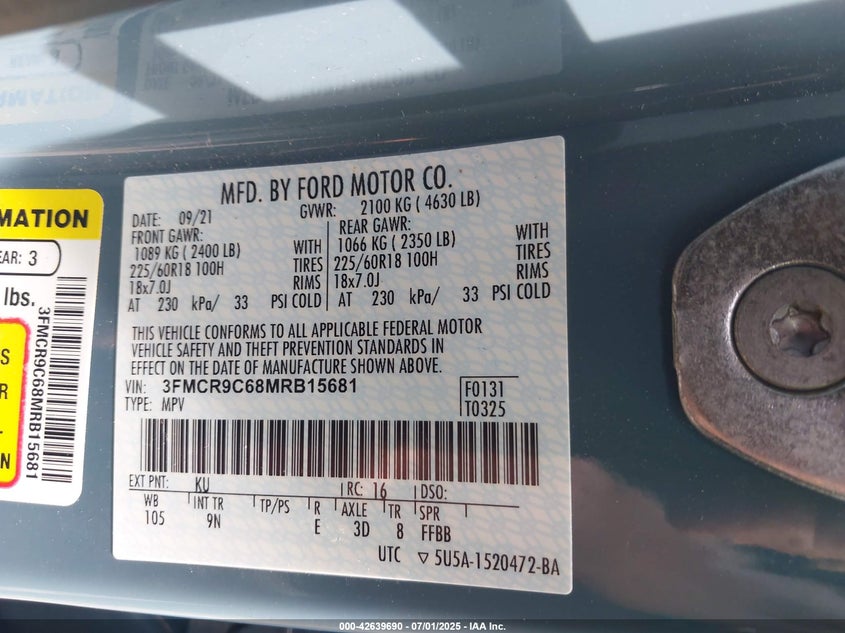 MFD. BY FORD MOTOR CO.
DATE: 09/21 GVWR: 2100 KG ( 4630 LB)
FRONT GAWR: REAR GAWR:
1089 KG ( 2400 LB) WITH 1066 KG ( 2350 LB) WITH
225/60R18 100H TIRES 225/60R18 100H TIRES
18x7.0J RIMS 18x7.0J RIMS
AT 230 kPa/ 33 PSI COLD AT 230 kPa/ 33 PSI COLD
THIS VEHICLE CONFORMS TO ALL APPLICABLE FEDERAL MOTOR
VEHICLE SAFETY AND THEFT PREVENTION STANDARDS IN
EFFECT ON THE DATE OF MANUFACTURE SHOWN ABOVE.
VIN: 3FMCR9C68MRB15681 F0131
TYPE: MPV T0325
EXT PNT: KU RC: 16 DSO:
WB INT TR TP/PS R AXLE TR SPR
105 9N E 3D 8 FFBB
UTC ▽ 5U5A-1520472-BA
MATION
EAR: 3
lbs.
S
R
N
3FMCR9C68MRB15681
000-42639690 - 07/01/2025 - IAA Inc.